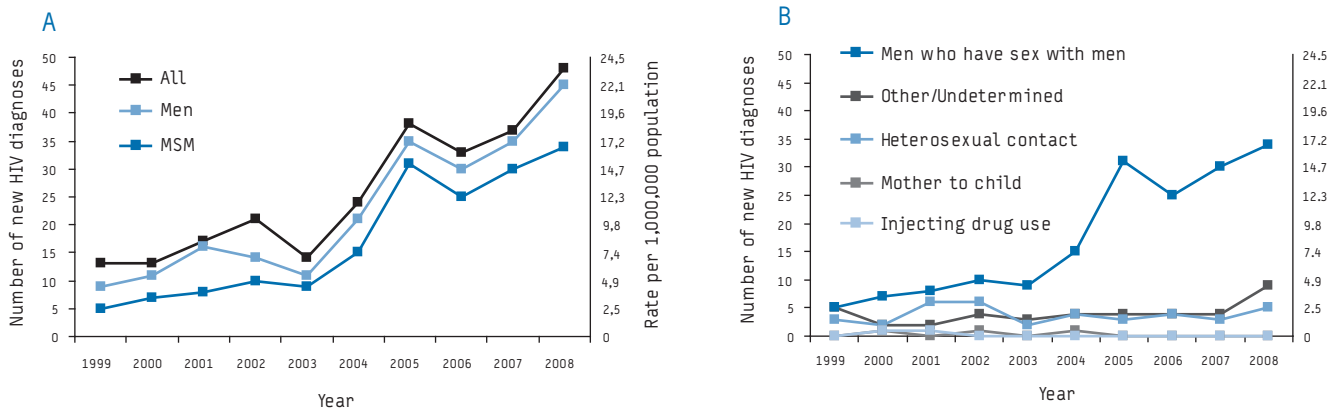 A
Number of new HIV diagnoses
50
45
40
35
30
25
20
15
10
5
0
All
Men
MSM
24,5
22,1
19,6
17,2
14,7
12,3
9,8
7,4
4,9
2,5
0
Rate per 1,000,000 population
1999 2000 2001 2002 2003 2004 2005 2006 2007 2008
Year
B
Number of new HIV diagnoses
50
45
40
35
30
25
20
15
10
5
0
Men who have sex with men
Other/Undetermined
Heterosexual contact
Mother to child
Injecting drug use
24.5
22.1
19.6
17.2
14.7
12.3
9.8
7.4
4.9
2.5
0
1999 2000 2001 2002 2003 2004 2005 2006 2007 2008
Year